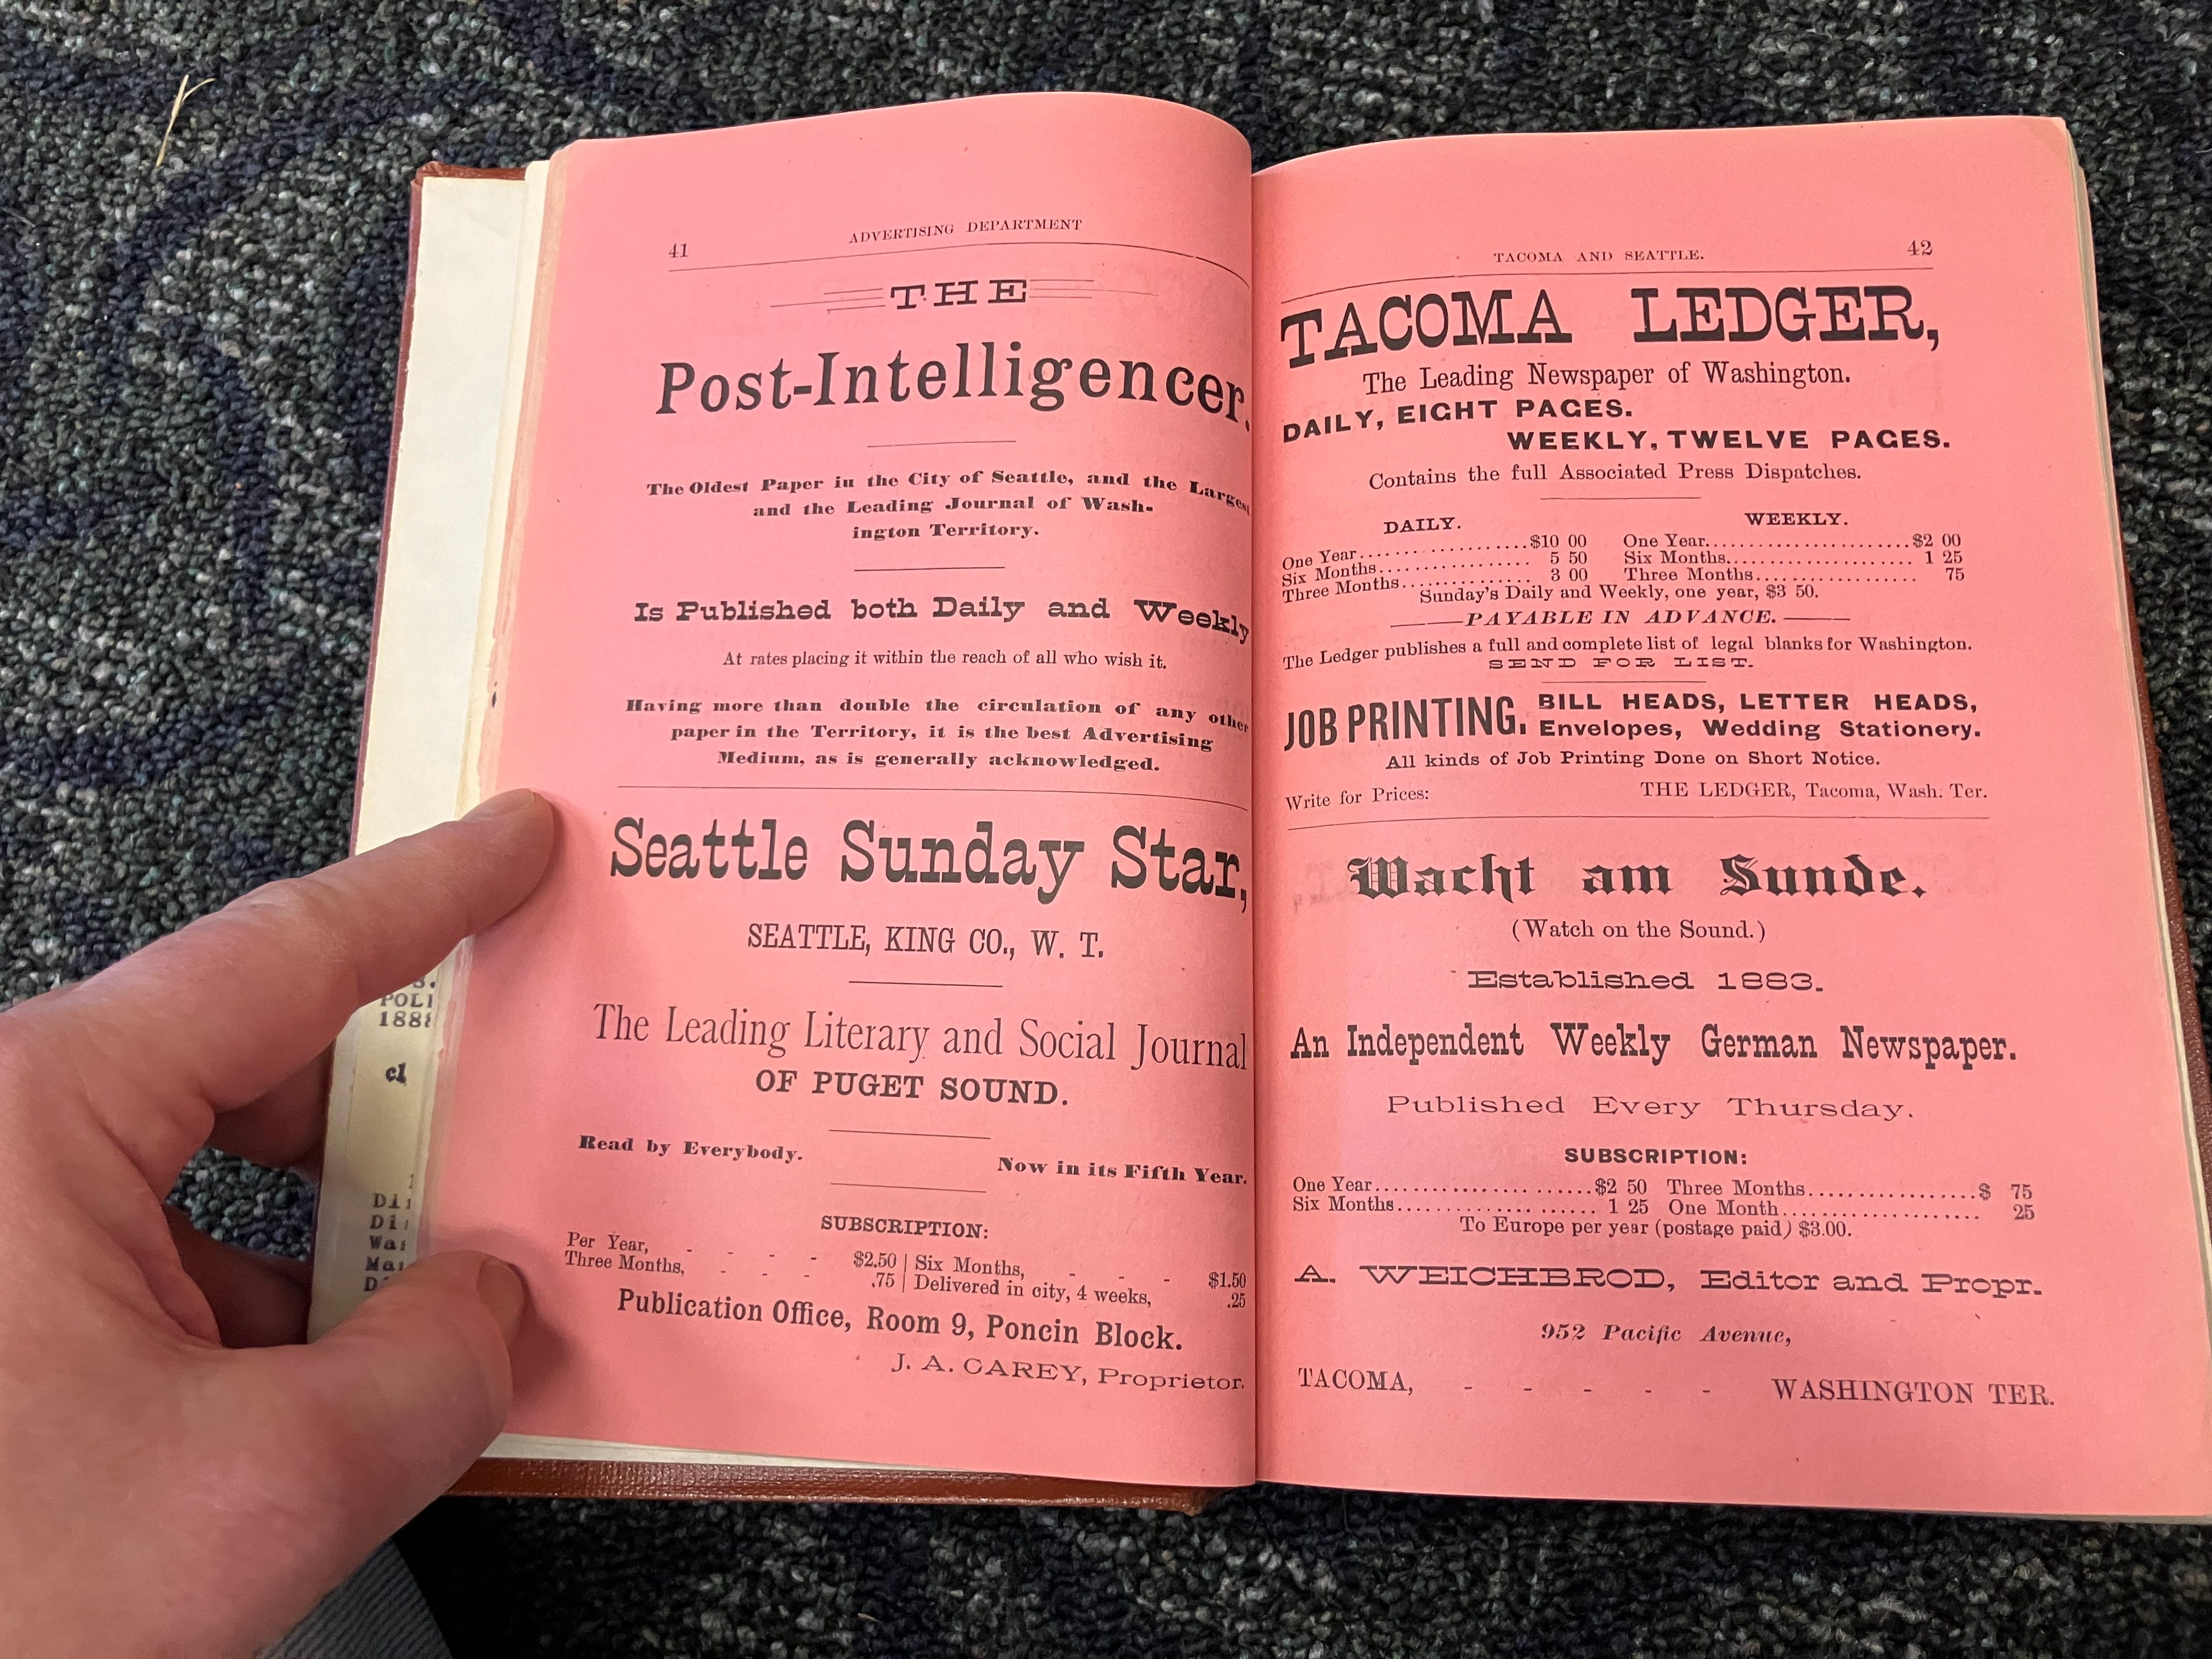 41
ADVERTISING DEPARTMENT
THE
Post-Intelligencer.
The Oldest Paper in the City of Seattle, and the Larges
and the Leading Journal of Wash-
ington Territory.
Is Published both Daily and Weekly
At rates placing it within the reach of all who wish it.
Having more than double the circulation of any other
paper in the Territory, it is the best Advertising
Medium, as is generally acknowledged.
Seattle Sunday Star,
SEATTLE, KING CO., W. T.
The Leading Literary and Social Journal
OF PUGET SOUND.
Read by Everybody. Now in its Fifth Year.
SUBSCRIPTION:
Per Year, - - - - $2.50 | Six Months, - - - $1.50
Three Months, - - - .75 | Delivered in city, 4 weeks, .25
Publication Office, Room 9, Poncin Block.
J. A. CAREY, Proprietor.
POLI
1888
cl
Di
Di
Wa
Ma
D
TACOMA AND SEATTLE. 42
TACOMA LEDGER,
The Leading Newspaper of Washington.
DAILY, EIGHT PAGES.
WEEKLY, TWELVE PAGES.
Contains the full Associated Press Dispatches.
DAILY. WEEKLY.
One Year..................$10 00 One Year........................$2 00
Six Months................ 5 50 Six Months...................... 1 25
Three Months.............. 3 00 Three Months.................... 75
Sunday's Daily and Weekly, one year, $3 50.
PAYABLE IN ADVANCE.
The Ledger publishes a full and complete list of legal blanks for Washington.
SEND FOR LIST.
JOB PRINTING, BILL HEADS, LETTER HEADS,
Envelopes, Wedding Stationery.
All kinds of Job Printing Done on Short Notice.
Write for Prices: THE LEDGER, Tacoma, Wash. Ter.
Wacht am Sunde.
(Watch on the Sound.)
Established 1883.
An Independent Weekly German Newspaper.
Published Every Thursday.
SUBSCRIPTION:
One Year........................$2 50 Three Months....................$ 75
Six Months...................... 1 25 One Month....................... 25
To Europe per year (postage paid) $3.00.
A. WEICHBROD, Editor and Propr.
952 Pacific Avenue,
TACOMA, - - - - - WASHINGTON TER.